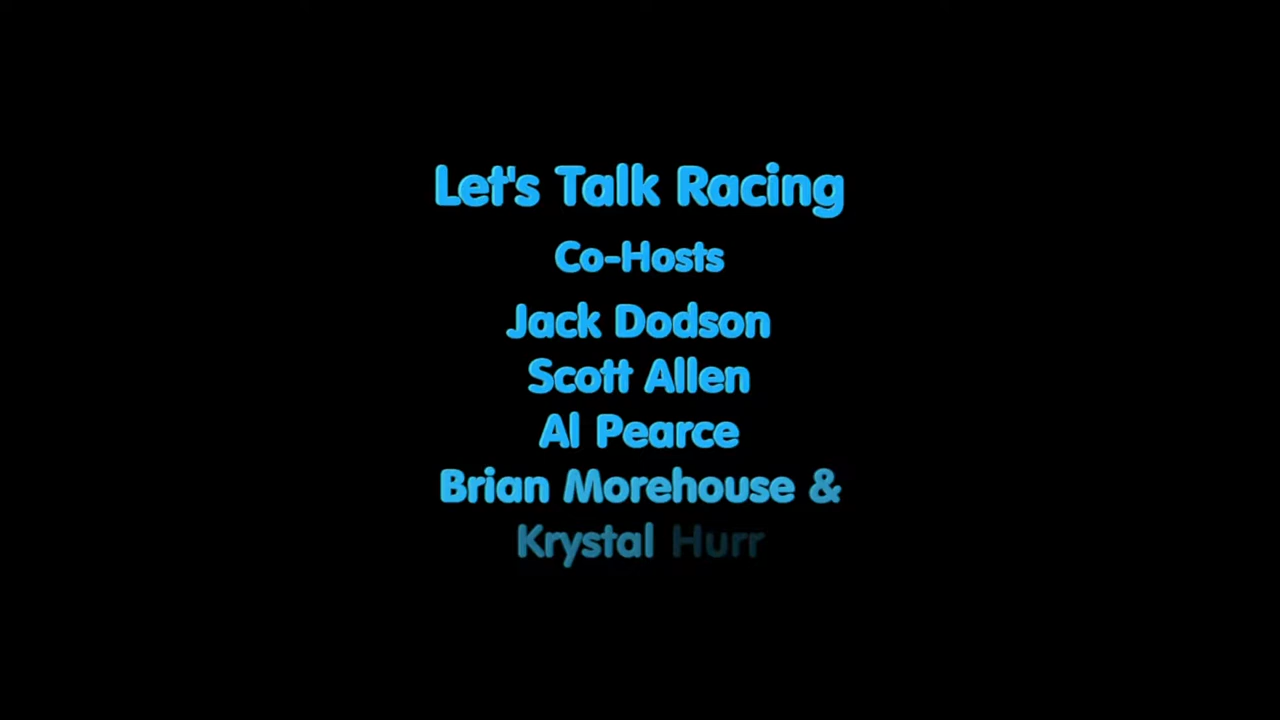 Let's Talk Racing
Co-Hosts
Jack Dodson
Scott Allen
Al Pearce
Brian Morehouse &
Krystal Hurr